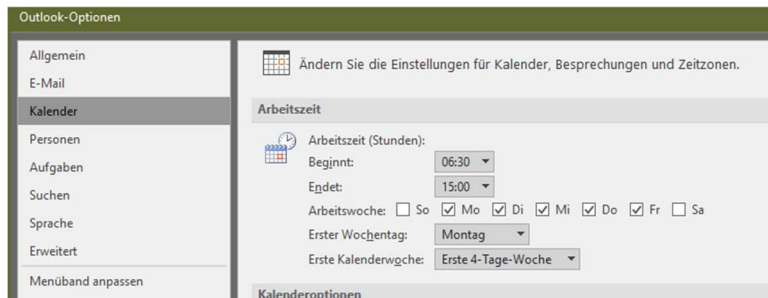 Outlook-Optionen
Allgemein
E-Mail
Kalender
Personen
Aufgaben
Suchen
Sprache
Erweitert
Menüband anpassen
Ändern Sie die Einstellungen für Kalender, Besprechungen und Zeitzonen.
Arbeitszeit
Arbeitszeit (Stunden):
Beginnt: 06:30
Endet: 15:00
Arbeitswoche: So Mo Di Mi Do Fr Sa
Erster Wochentag: Montag
Erste Kalenderwoche: Erste 4-Tage-Woche
Kalenderoptionen